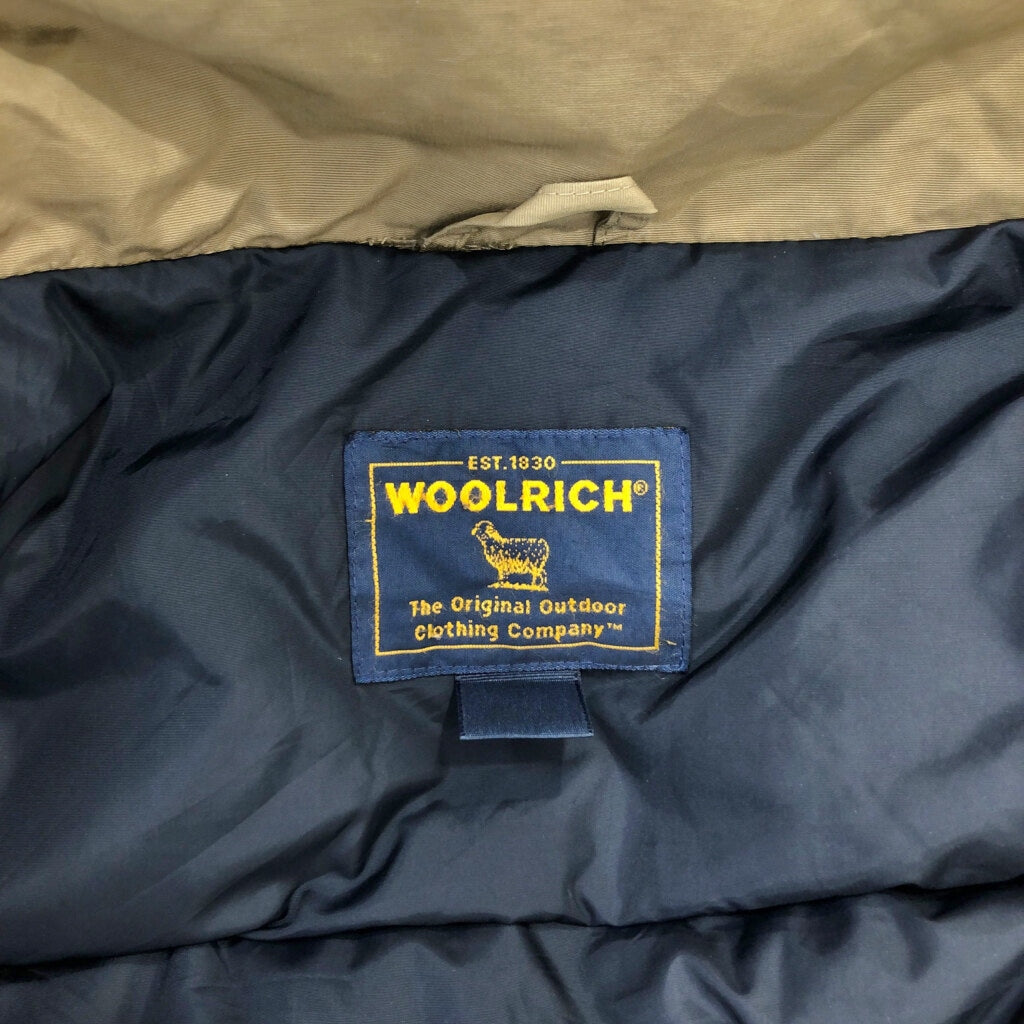 EST.1830
WOOLRICH®
The Original Outdoor
Clothing Company™